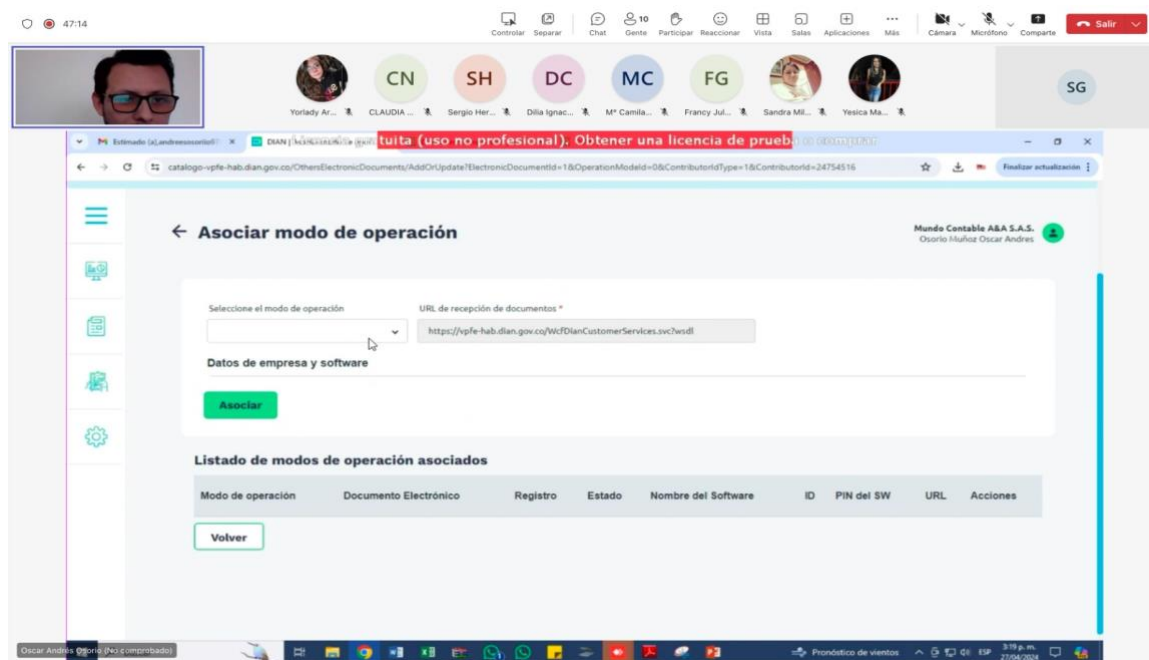 47:14
Controlar Separar Chat Gente 10 Participar Reaccionar Vista Salas Aplicaciones Más Cámara Micrófono Comparte Salir
CN SH DC MC FG SG
Yorlady Ar... CLAUDIA ... Sergio Her... Dilia Ignac... Mª Camila... Francy Jul... Sandra Mil... Yesica Ma...
DIAN
tuita (uso no profesional). Obtener una licencia de prueba o comprar
catalogo-vpfe-hab.dian.gov.co/OthersElectronicDocuments/AddOrUpdate?ElectronicDocumentId=1&OperationModeId=0&ContributorIdType=1&ContributorId=24754516
Finalizar actualización
Asociar modo de operación
Mundo Contable A&A S.A.S.
Osorio Muñoz Oscar Andres
Seleccione el modo de operación URL de recepción de documentos *
https://vpfe-hab.dian.gov.co/WcfDianCustomerServices.svc?wsdl
Datos de empresa y software
Asociar
Listado de modos de operación asociados
Modo de operación Documento Electrónico Registro Estado Nombre del Software ID PIN del SW URL Acciones
Volver
Oscar Andrés Osorio (No comprobado)
Pronóstico de vientos ESP 3:19 p. m.
27/04/2024